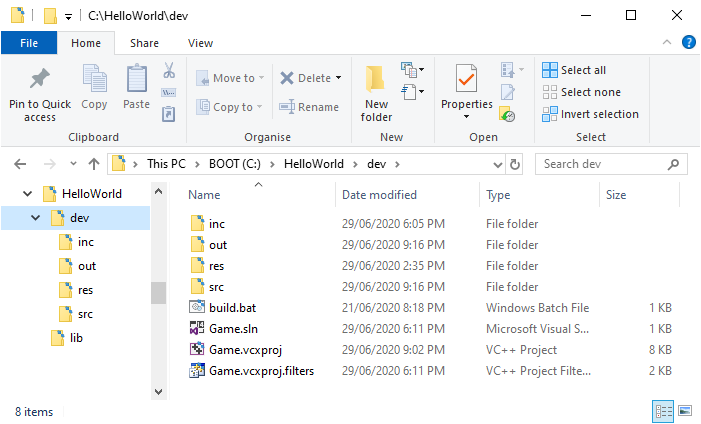 C:\HelloWorld\dev
File Home Share View
Pin to Quick access
Copy
Paste
Clipboard
Move to
Copy to
Delete
Rename
Organise
New folder
New
Properties
Open
Select all
Select none
Invert selection
Select
This PC > BOOT (C:) > HelloWorld > dev >
Search dev
HelloWorld
dev
inc
out
res
src
lib
Name Date modified Type Size
inc 29/06/2020 6:05 PM File folder
out 29/06/2020 9:16 PM File folder
res 29/06/2020 2:35 PM File folder
src 29/06/2020 9:16 PM File folder
build.bat 21/06/2020 8:18 PM Windows Batch File 1 KB
Game.sln 29/06/2020 6:11 PM Microsoft Visual S... 1 KB
Game.vcxproj 29/06/2020 9:02 PM VC++ Project 8 KB
Game.vcxproj.filters 29/06/2020 6:11 PM VC++ Project Filte... 2 KB
8 items